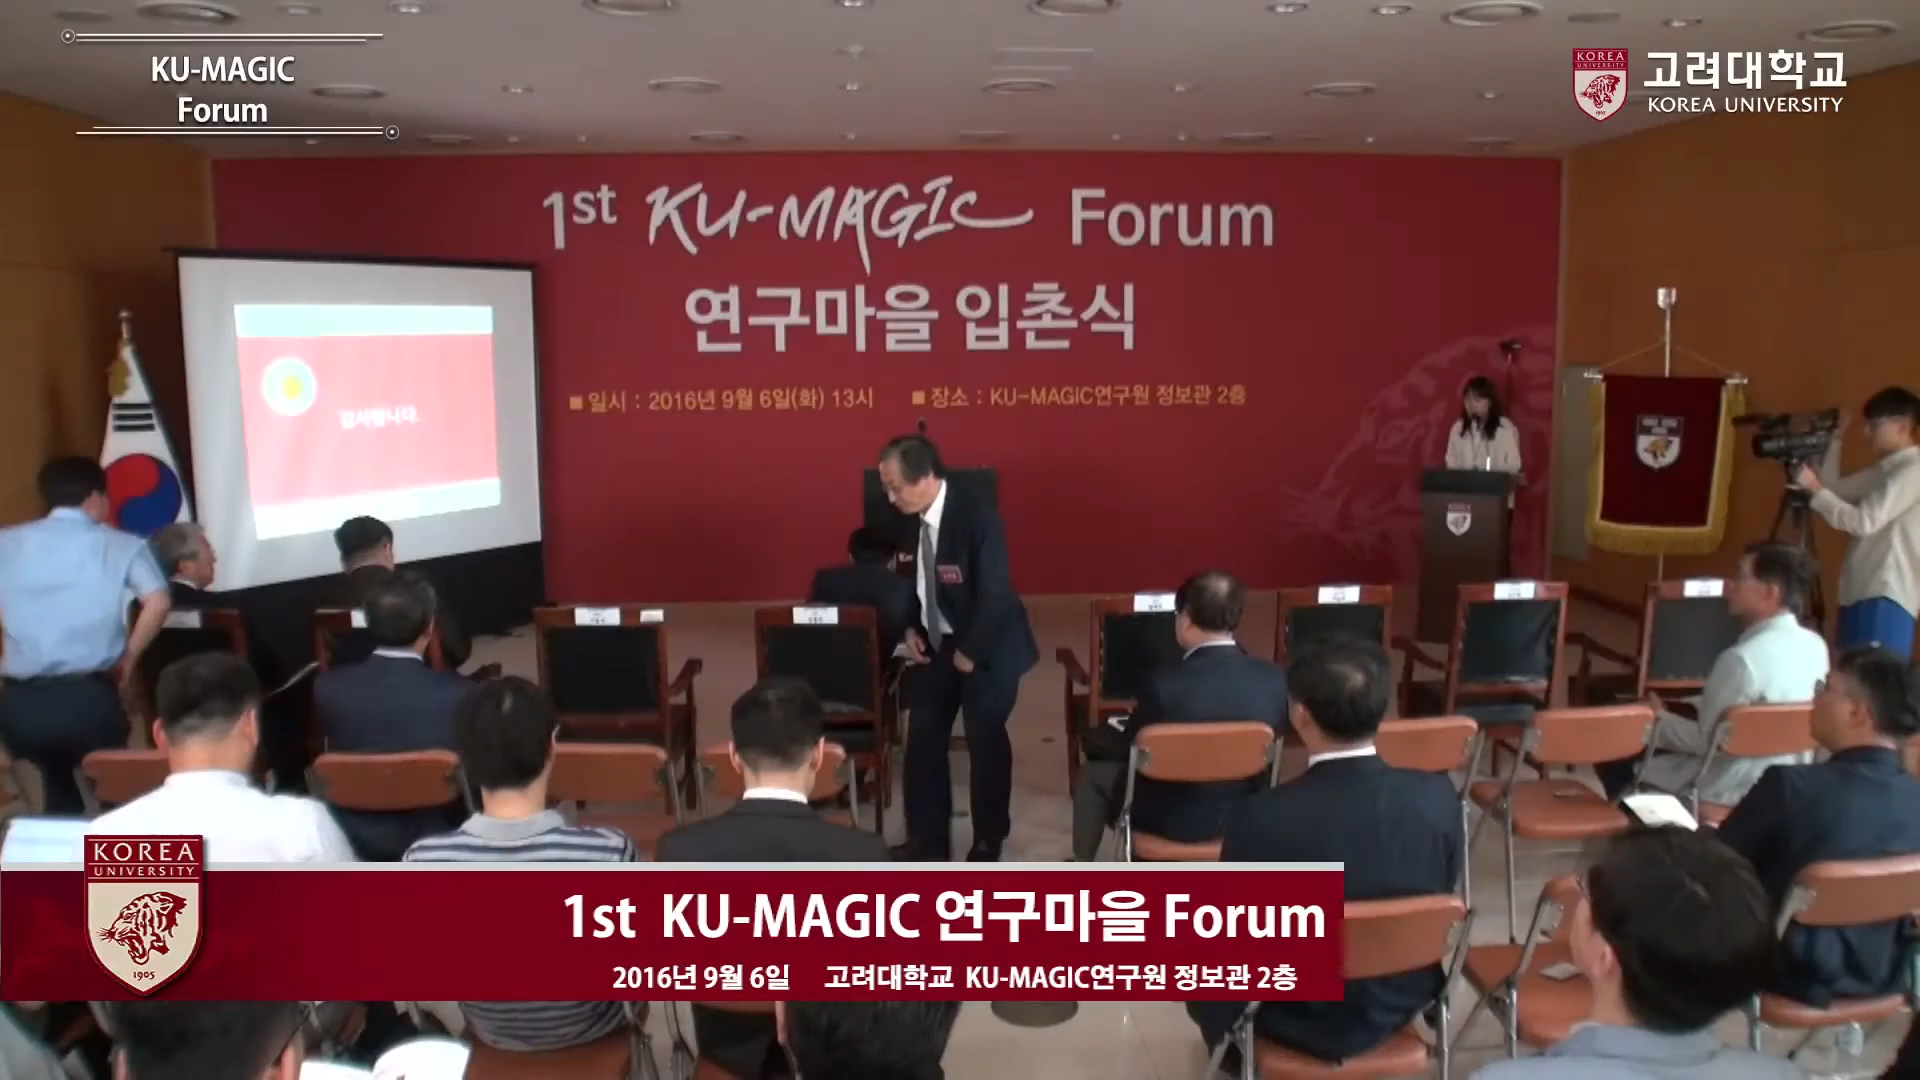 KU-MAGIC
Forum
KOREA
UNIVERSITY
1905
고려대학교
KOREA UNIVERSITY
1st KU-MAGIC Forum
연구마을 입촌식
■ 일시 : 2016년 9월 6일(화) 13시 ■ 장소 : KU-MAGIC연구원 정보관 2층
감사합니다.
KOREA
KOREA
UNIVERSITY
1905
1st KU-MAGIC 연구마을 Forum
2016년 9월 6일 고려대학교 KU-MAGIC연구원 정보관 2층